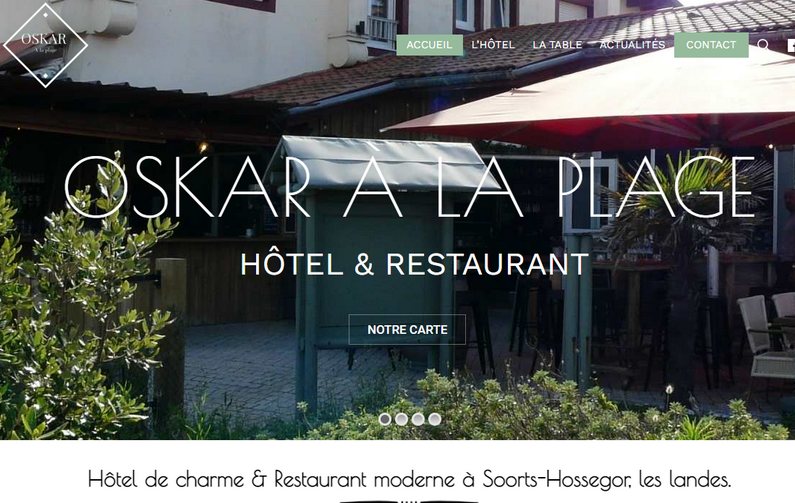 OSKAR
A la plage
ACCUEIL L'HÔTEL LA TABLE ACTUALITÉS CONTACT
OSKAR A LA PLAGE
HÔTEL & RESTAURANT
NOTRE CARTE
Hôtel de charme & Restaurant moderne à Soorts-Hossegor, les landes.